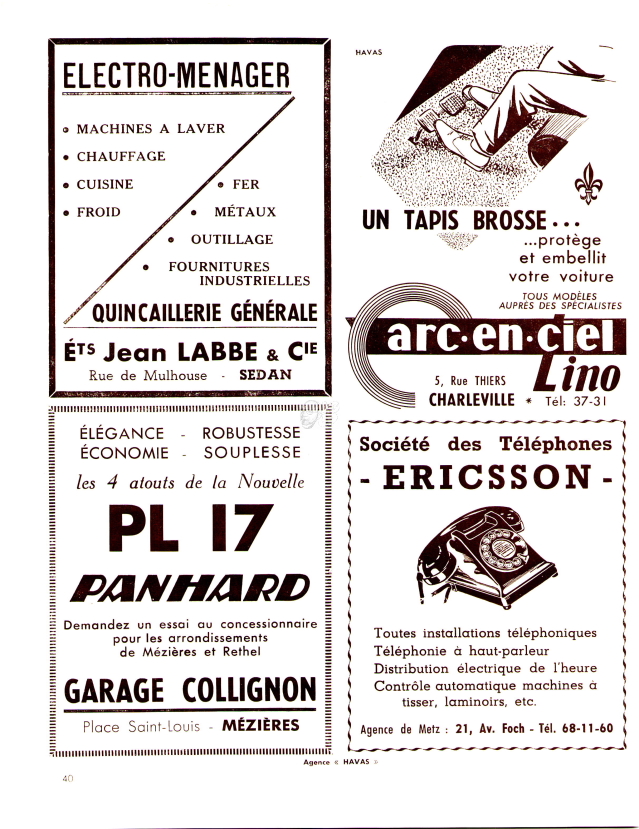 ELECTRO-MENAGER
• MACHINES A LAVER
• CHAUFFAGE
• CUISINE
• FROID
• FER
• MÉTAUX
• OUTILLAGE
• FOURNITURES
INDUSTRIELLES
QUINCAILLERIE GÉNÉRALE
ÉTS Jean LABBE & CIE
Rue de Mulhouse - SEDAN
HAVAS
UN TAPIS BROSSE...
...protège
et embellit
votre voiture
TOUS MODÈLES
AUPRÈS DES SPÉCIALISTES
arc-en-ciel
Lino
5, Rue THIERS
CHARLEVILLE * Tél: 37-31
ÉLÉGANCE - ROBUSTESSE
ÉCONOMIE - SOUPLESSE
les 4 atouts de la Nouvelle
PL 17
PANHARD
Demandez un essai au concessionnaire
pour les arrondissements
de Mézières et Rethel
GARAGE COLLIGNON
Place Saint-Louis - MÉZIÈRES
Société des Téléphones
- ERICSSON -
Toutes installations téléphoniques
Téléphonie à haut-parleur
Distribution électrique de l'heure
Contrôle automatique machines à
tisser, laminoirs, etc.
Agence de Metz : 21, Av. Foch - Tél. 68-11-60
Agence « HAVAS »
40